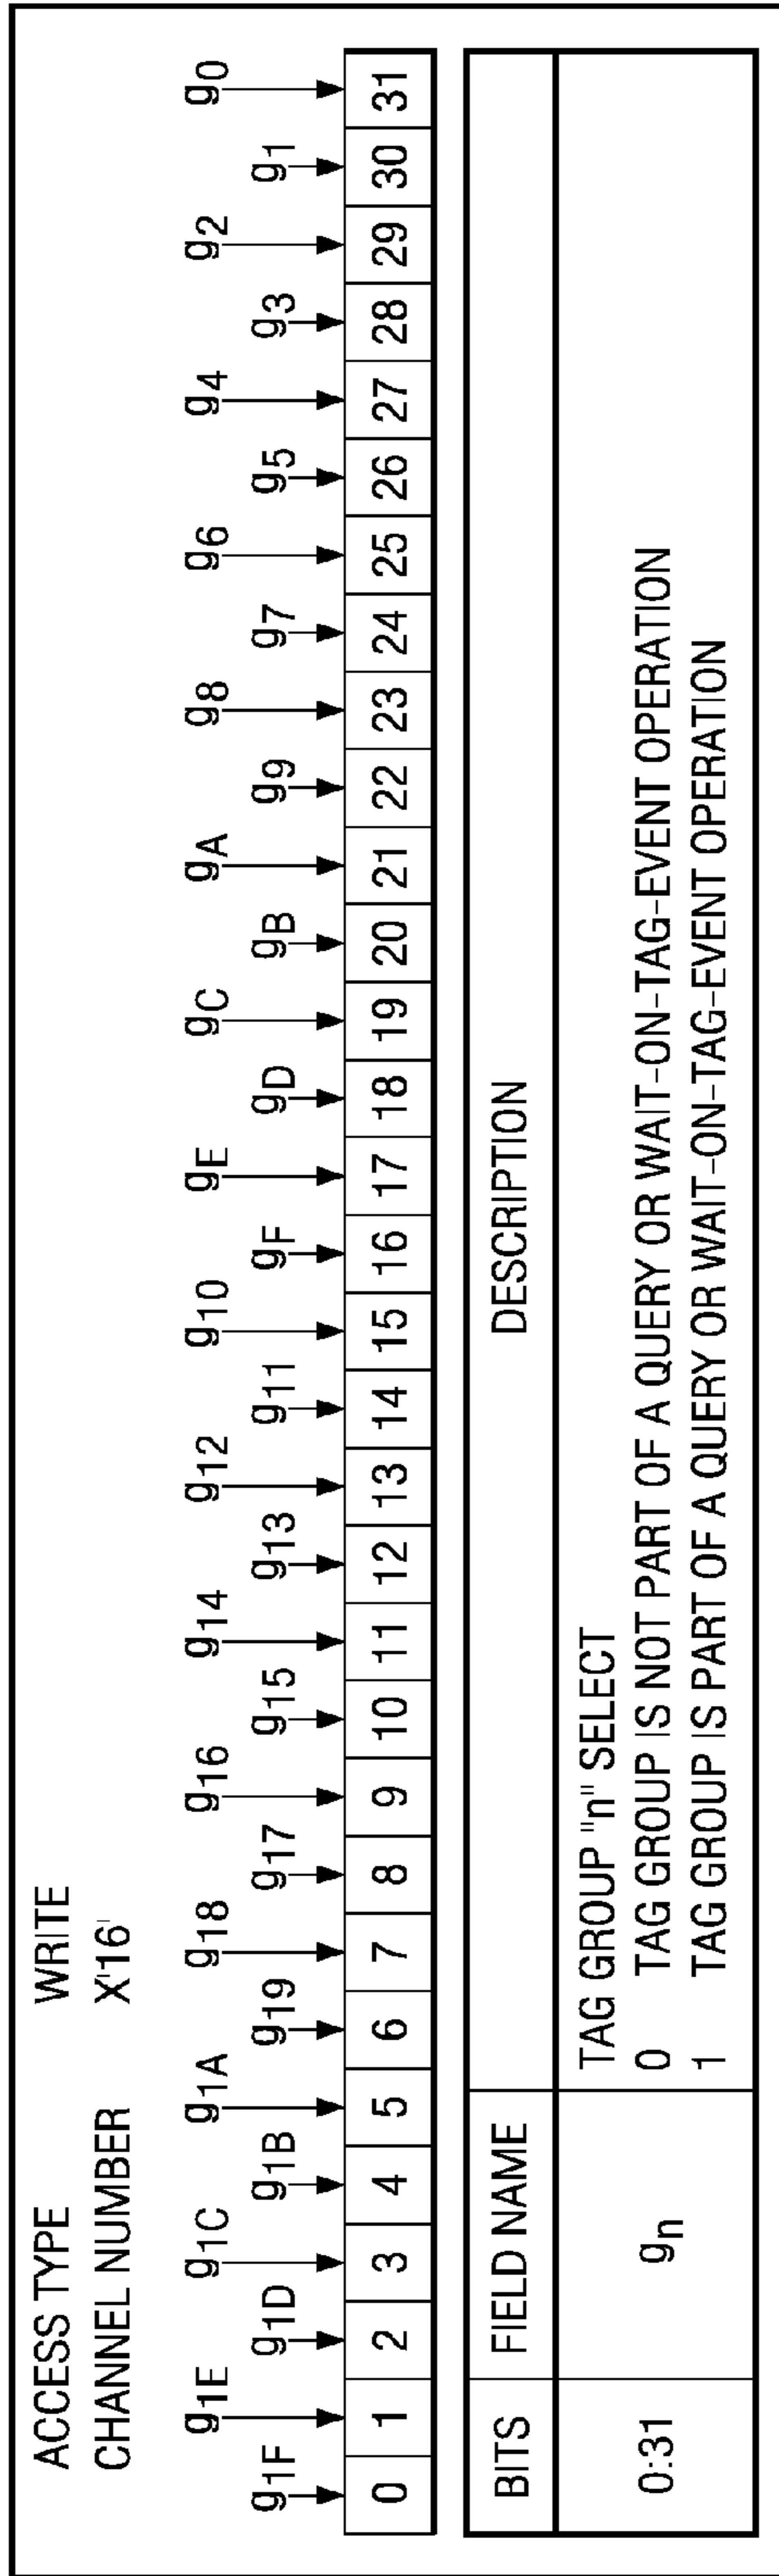 ACCESS TYPE WRITE
CHANNEL NUMBER X'16'
g1F g1E g1D g1C g1B g1A g19 g18 g17 g16 g15 g14 g13 g12 g11 g10 gF gE gD gC gB gA g9 g8 g7 g6 g5 g4 g3 g2 g1 g0
0 1 2 3 4 5 6 7 8 9 10 11 12 13 14 15 16 17 18 19 20 21 22 23 24 25 26 27 28 29 30 31
BITS FIELD NAME DESCRIPTION
0:31 gn TAG GROUP "n" SELECT
0 TAG GROUP IS NOT PART OF A QUERY OR WAIT-ON-TAG-EVENT OPERATION
1 TAG GROUP IS PART OF A QUERY OR WAIT-ON-TAG-EVENT OPERATION